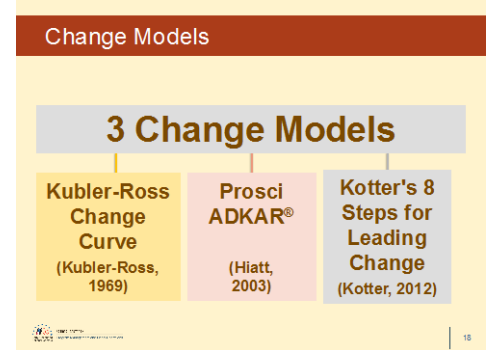 Change Models
3 Change Models
Kubler-Ross
Change
Curve
(Kubler-Ross,
1969)
Prosci
ADKAR®
(Hiatt,
2003)
Kotter's 8
Steps for
Leading
Change
(Kotter, 2012)